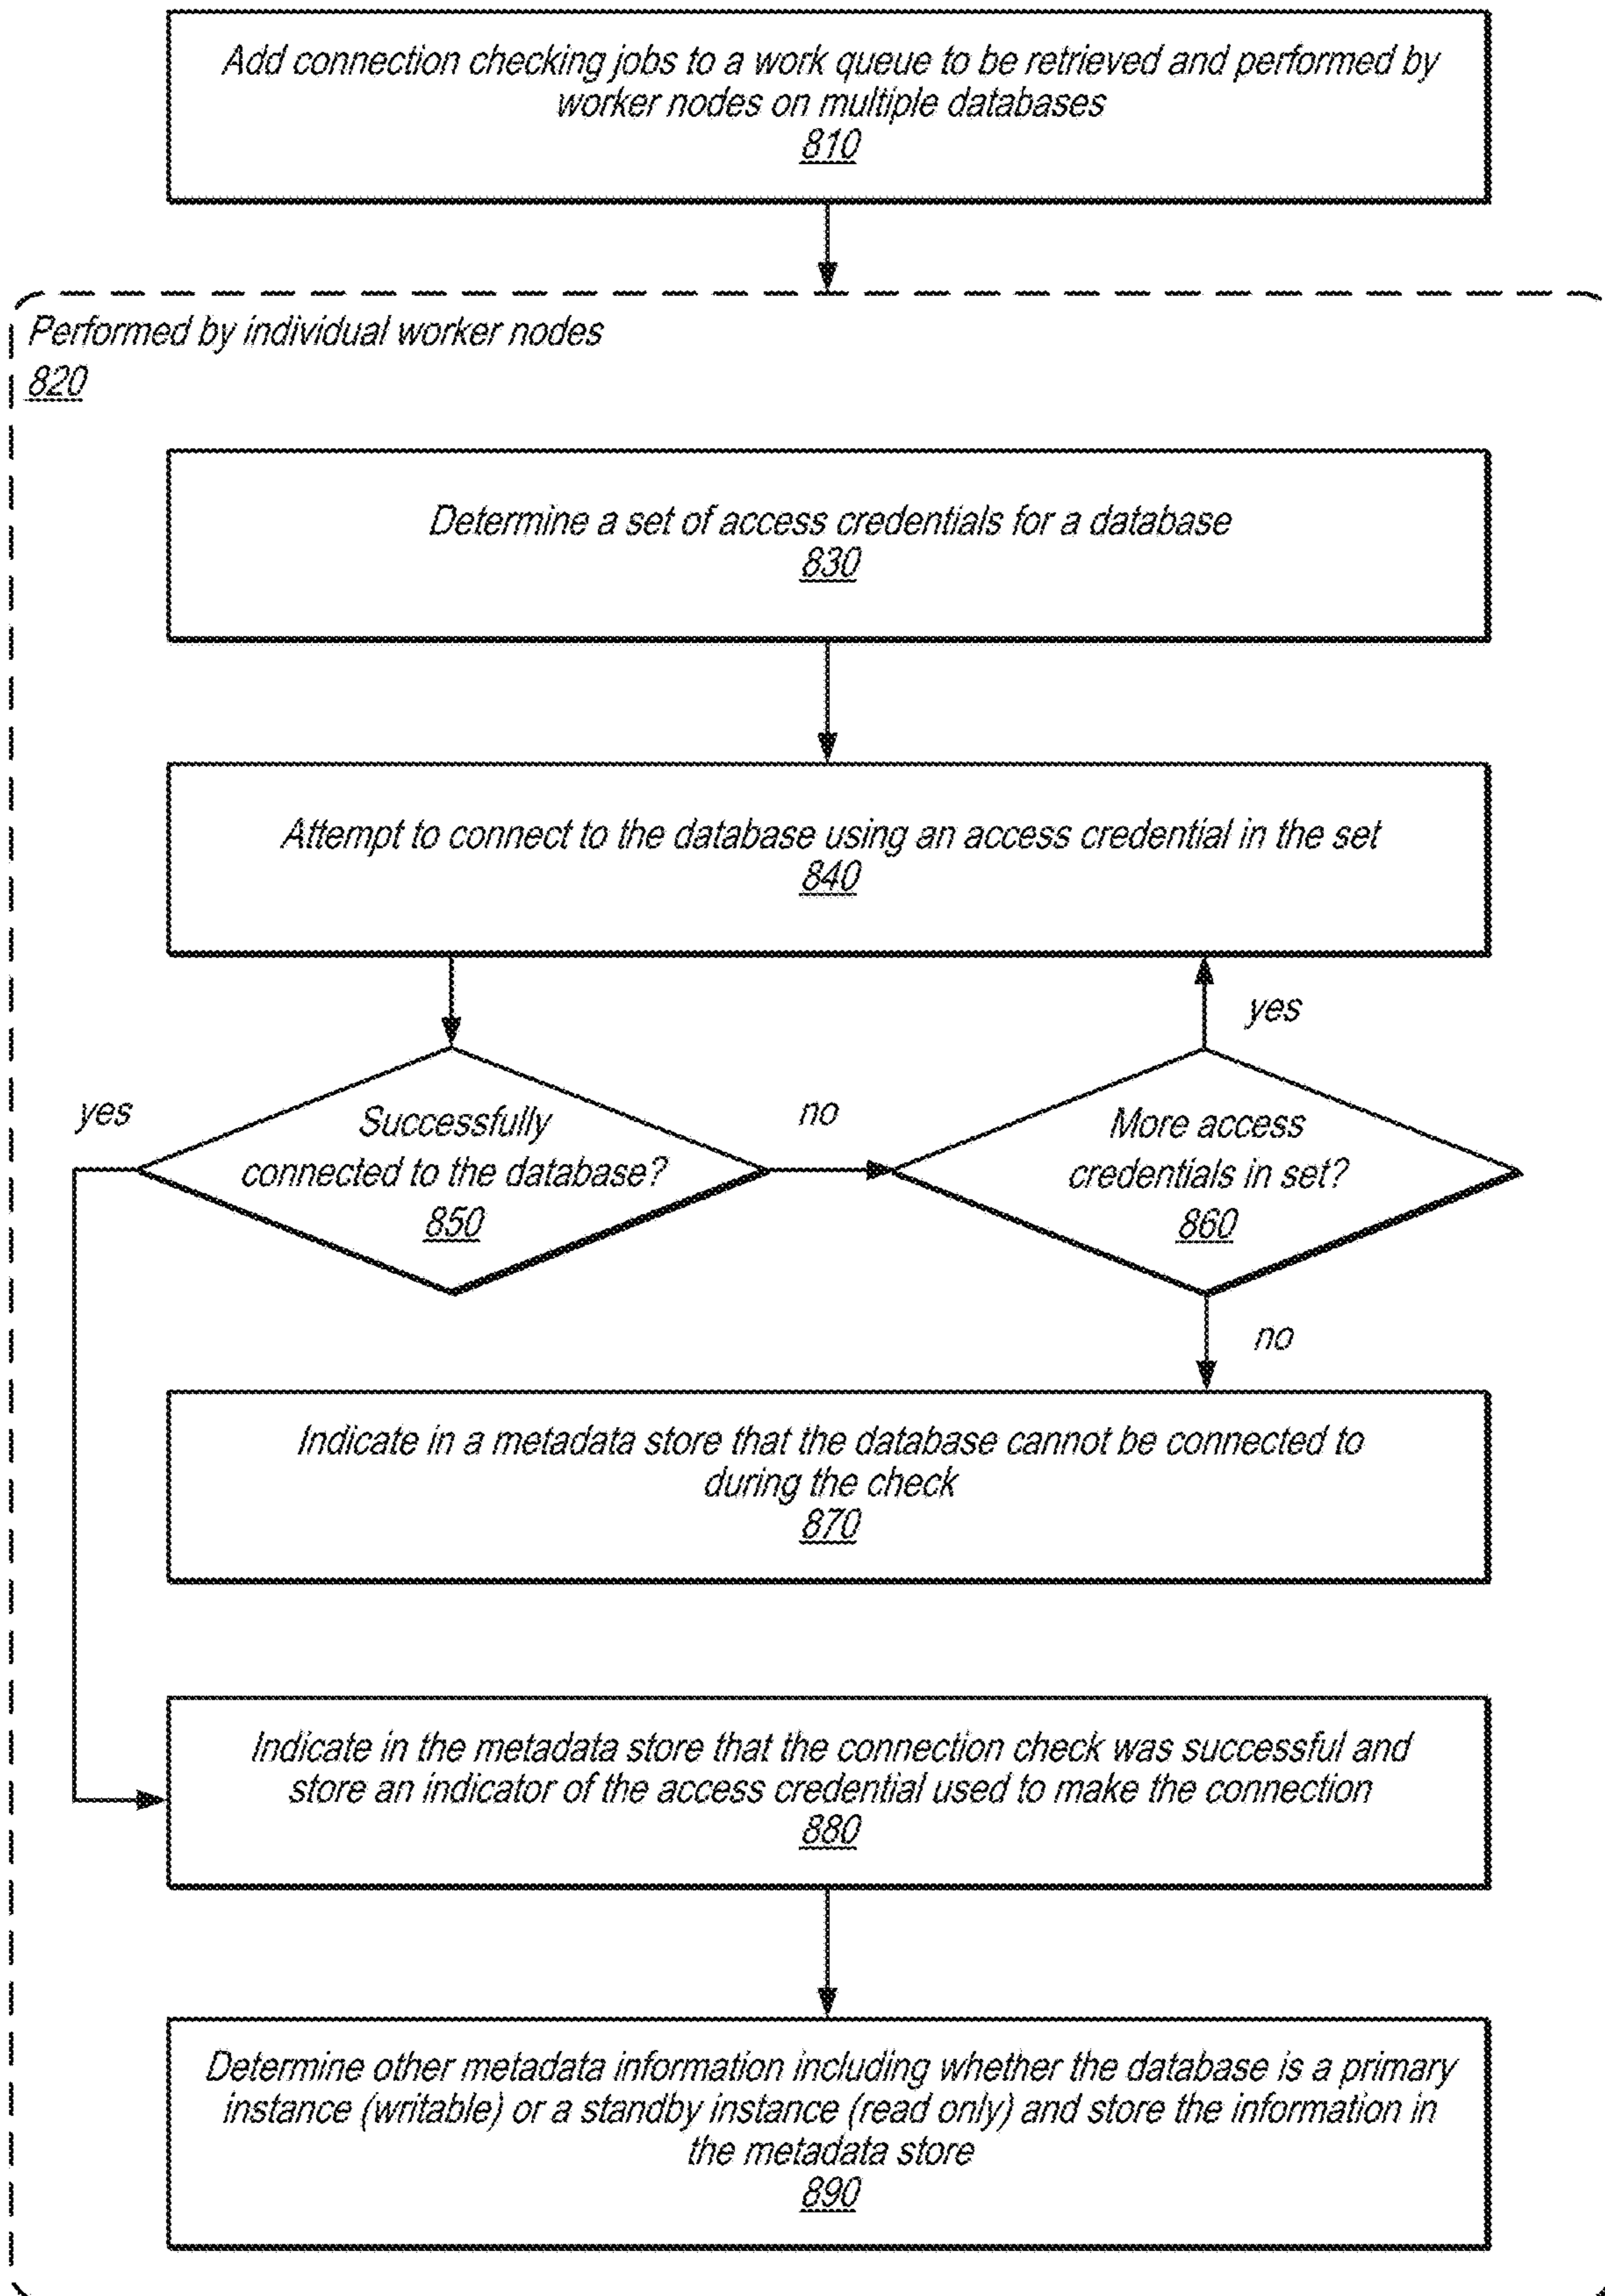 Add connection checking jobs to a work queue to be retrieved and performed by
worker nodes on multiple databases
810
Performed by individual worker nodes
820
Determine a set of access credentials for a database
830
Attempt to connect to the database using an access credential in the set
840
yes
yes
Successfully
connected to the database?
850
no
More access
credentials in set?
860
no
Indicate in a metadata store that the database cannot be connected to
during the check
870
Indicate in the metadata store that the connection check was successful and
store an indicator of the access credential used to make the connection
880
Determine other metadata information including whether the database is a primary
instance (writable) or a standby instance (read only) and store the information in
the metadata store
890